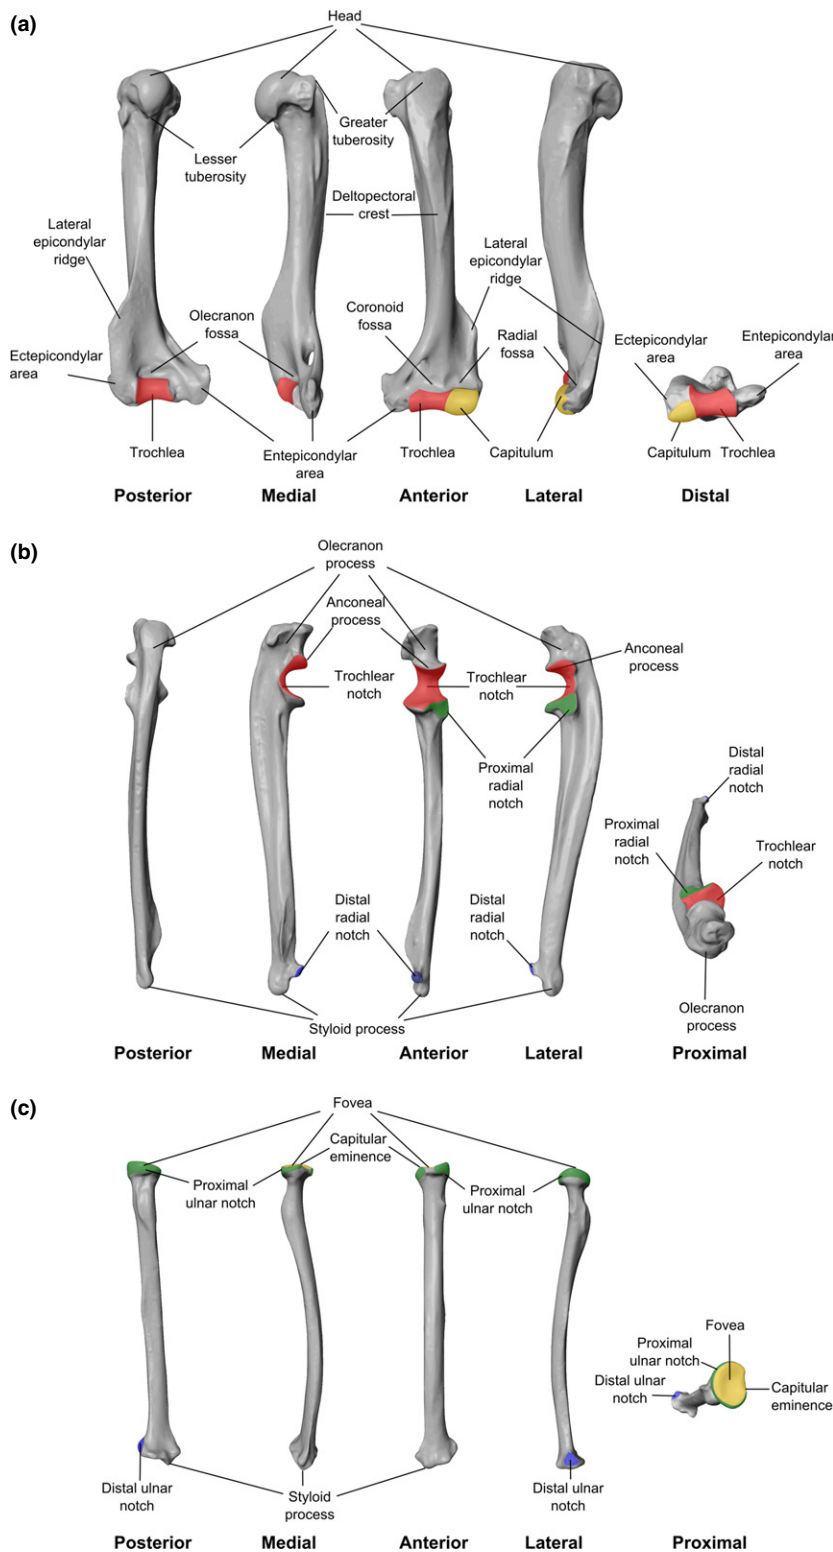 (a)
Head
Greater
tuberosity
Lesser
tuberosity
Deltopectoral
crest
Lateral
epicondylar
ridge
Lateral
epicondylar
ridge
Olecranon
fossa
Coronoid
fossa
Radial
fossa
Ectepicondylar
area
Ectepicondylar
area
Entepicondylar
area
Trochlea
Entepicondylar
area
Trochlea
Capitulum
Capitulum
Trochlea
Posterior
Medial
Anterior
Lateral
Distal
(b)
Olecranon
process
Anconeal
process
Anconeal
process
Trochlear
notch
Trochlear
notch
Proximal
radial
notch
Distal
radial
notch
Proximal
radial
notch
Trochlear
notch
Distal
radial
notch
Distal
radial
notch
Olecranon
process
Styloid process
Posterior
Medial
Anterior
Lateral
Proximal
(c)
Fovea
Capitular
eminence
Proximal
ulnar notch
Proximal
ulnar notch
Fovea
Proximal
ulnar notch
Distal ulnar
notch
Capitular
eminence
Distal ulnar
notch
Styloid
process
Distal ulnar
notch
Posterior
Medial
Anterior
Lateral
Proximal